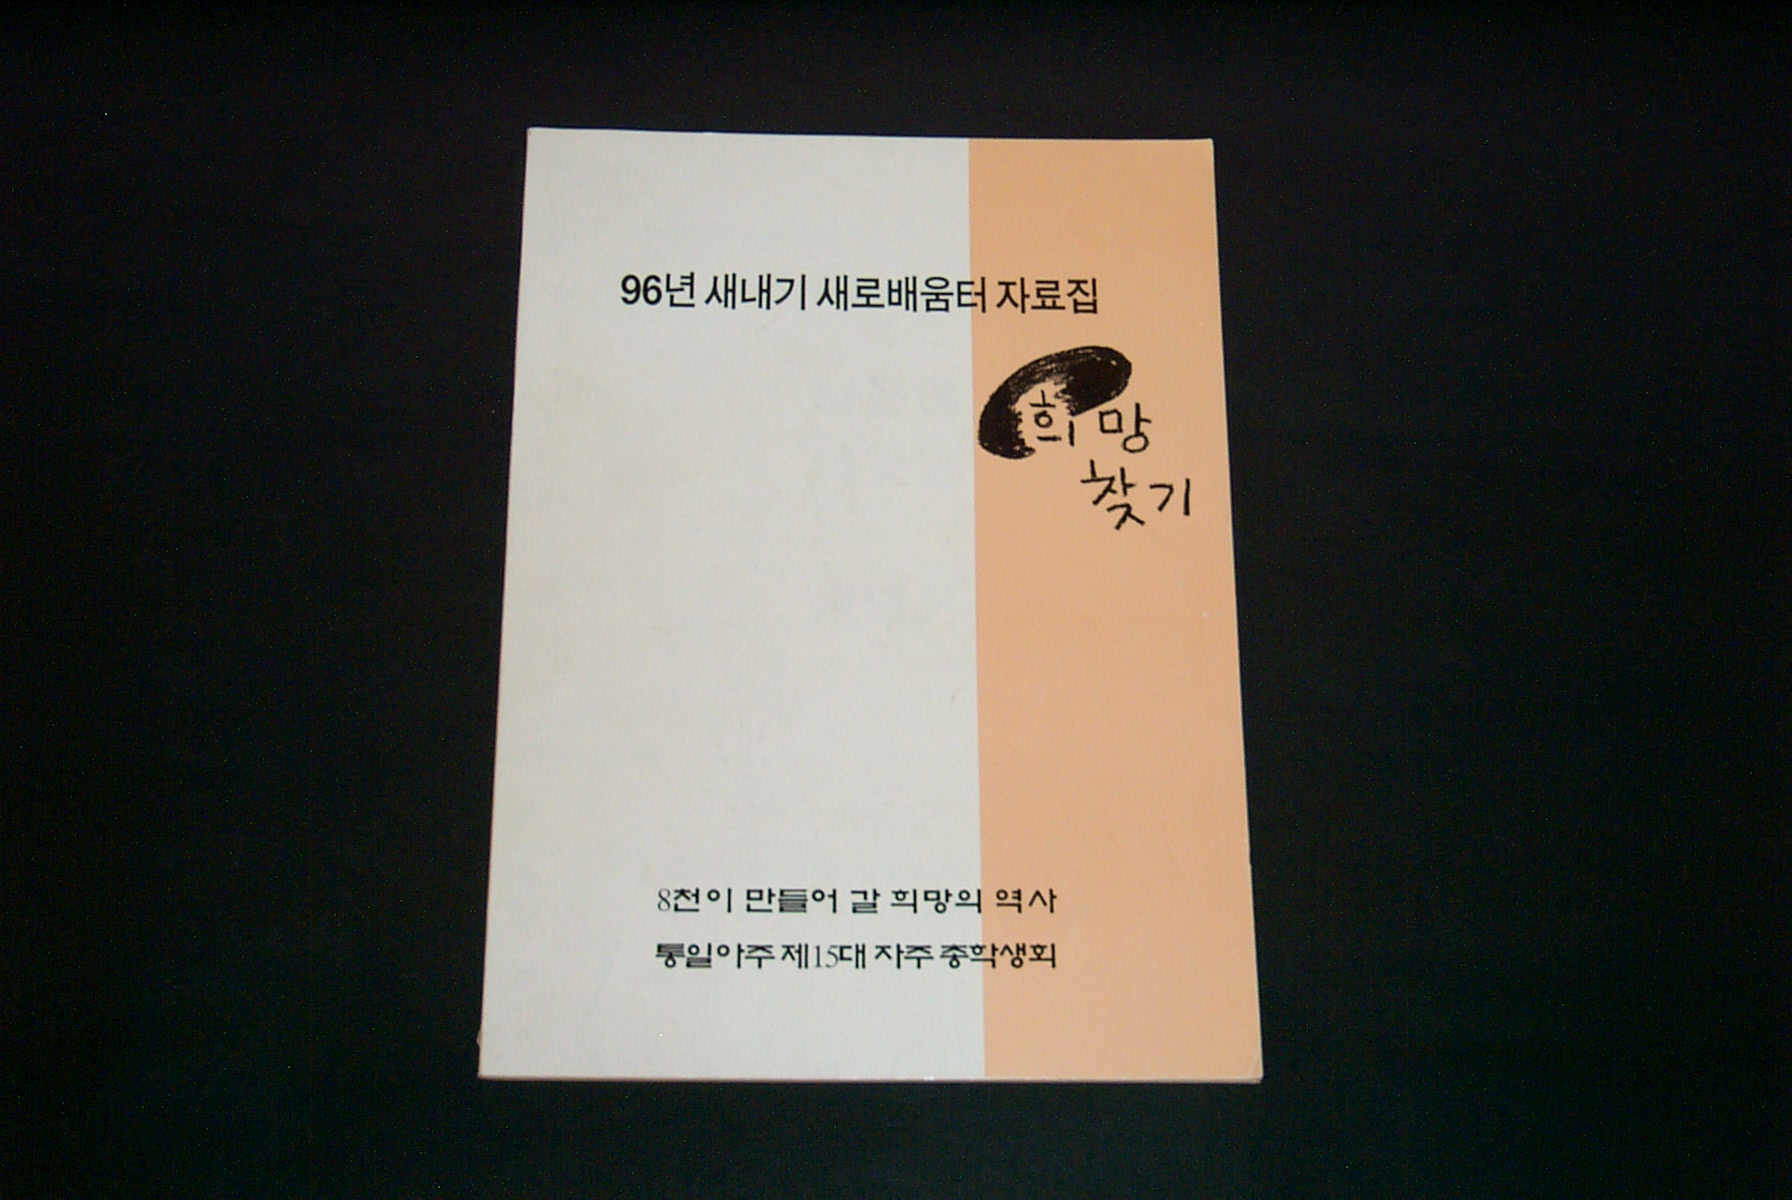 96년 새내기 새로배움터 자료집
희망
찾기
8천이 만들어 갈 희망의 역사
통일아주 제15대 자주 총학생회